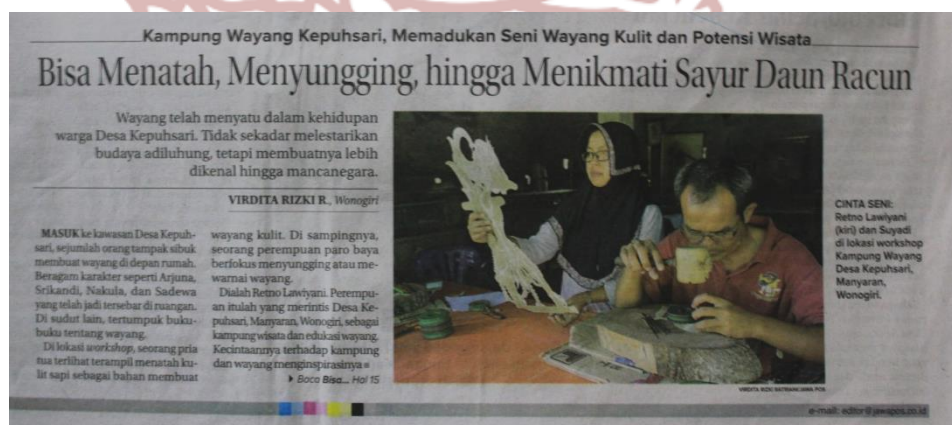 Kampung Wayang Kepuhsari, Memadukan Seni Wayang Kulit dan Potensi Wisata
Bisa Menatah, Menyungging, hingga Menikmati Sayur Daun Racun
Wayang telah menyatu dalam kehidupan
warga Desa Kepuhsari. Tidak sekadar melestarikan
budaya adiluhung, tetapi membuatnya lebih
dikenal hingga mancanegara.
VIRDITA RIZKI R., Wonogiri
MASUK ke kawasan Desa Kepuh-
sari, sejumlah orang tampak sibuk
membuat wayang di depan rumah.
Beragam karakter seperti Arjuna,
Srikandi, Nakula, dan Sadewa
yang telah jadi tersebar di ruangan.
Di sudut lain, tertumpuk buku-
buku tentang wayang.
Di lokasi workshop, seorang pria
tua terlihat terampil menatah ku-
lit sapi sebagai bahan membuat
wayang kulit. Di sampingnya,
seorang perempuan paro baya
berfokus menyungging atau me-
warnai wayang.
Dialah Retno Lawiyani. Perempu-
an itulah yang merintis Desa Ke-
puhsari, Manyaran, Wonogiri, sebagai
kampung wisata dan edukasi wayang.
Kecintaannya terhadap kampung
dan wayang menginspirasinya
Baca Bisa... Hal 15
CINTA SENI:
Retno Lawiyani
(kiri) dan Suyadi
di lokasi workshop
Kampung Wayang
Desa Kepuhsari,
Manyaran,
Wonogiri.
VIRDITA RIZKI RATRIANI/JAWA POS
e-mail: editor@jawapos.co.id